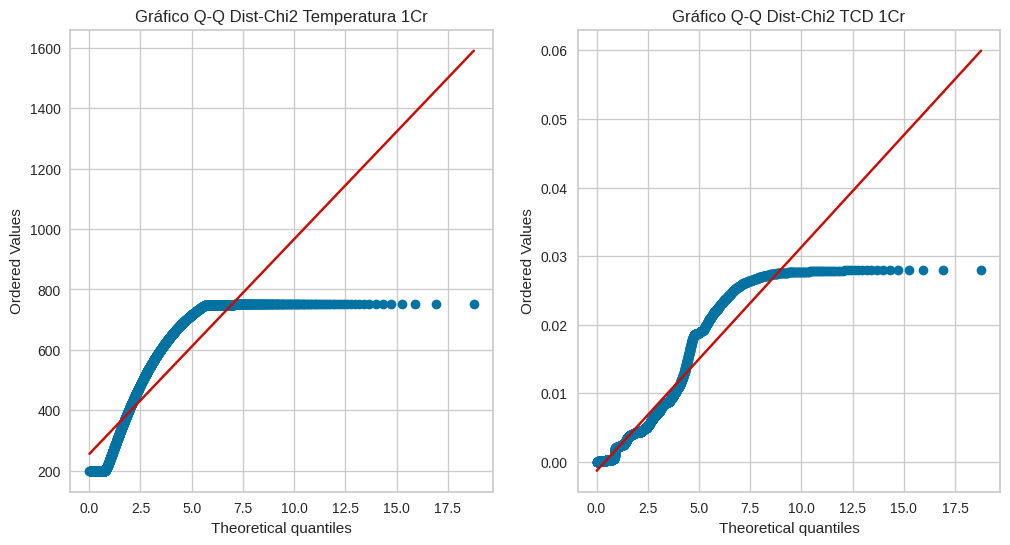 Gráfico Q-Q Dist-Chi2 Temperatura 1Cr
1600
1400
1200
1000
800
600
400
200
Ordered Values
0.0 2.5 5.0 7.5 10.0 12.5 15.0 17.5
Theoretical quantiles
Gráfico Q-Q Dist-Chi2 TCD 1Cr
0.06
0.05
0.04
0.03
0.02
0.01
0.00
Ordered Values
0.0 2.5 5.0 7.5 10.0 12.5 15.0 17.5
Theoretical quantiles